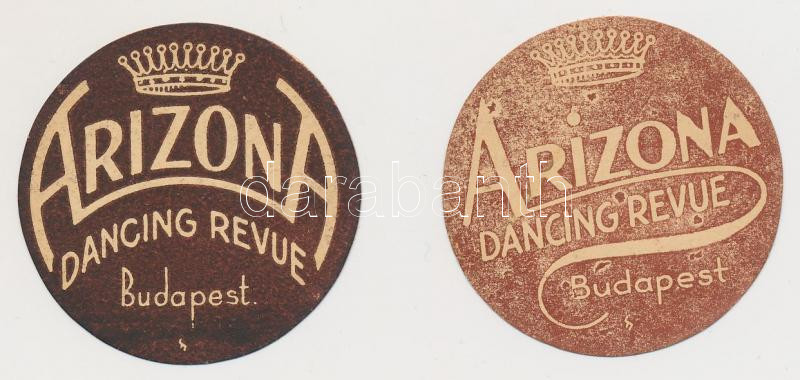 ARIZONA
DANCING REVUE
Budapest.
ARIZONA
DANCING REVUE
Budapest
darabanth